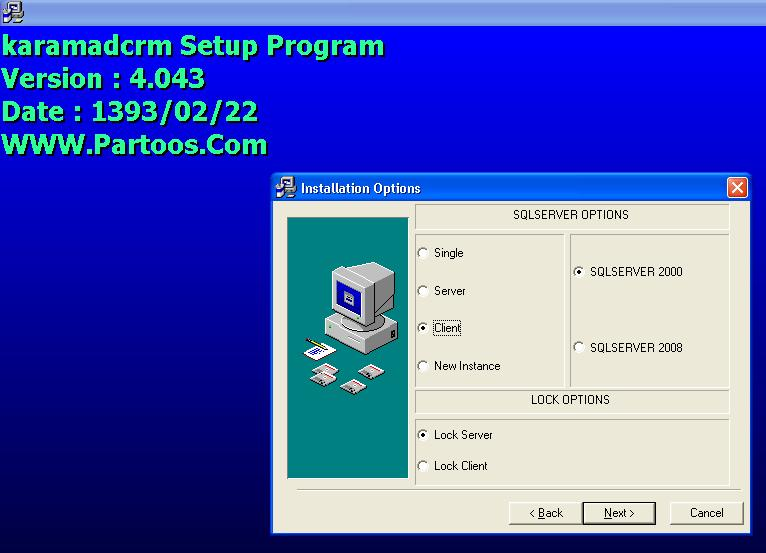 karamadcrm Setup Program
Version : 4.043
Date : 1393/02/22
WWW.Partoos.Com
Installation Options
SQLSERVER OPTIONS
Single
Server
Client
New Instance
SQLSERVER 2000
SQLSERVER 2008
LOCK OPTIONS
Lock Server
Lock Client
< Back
Next >
Cancel